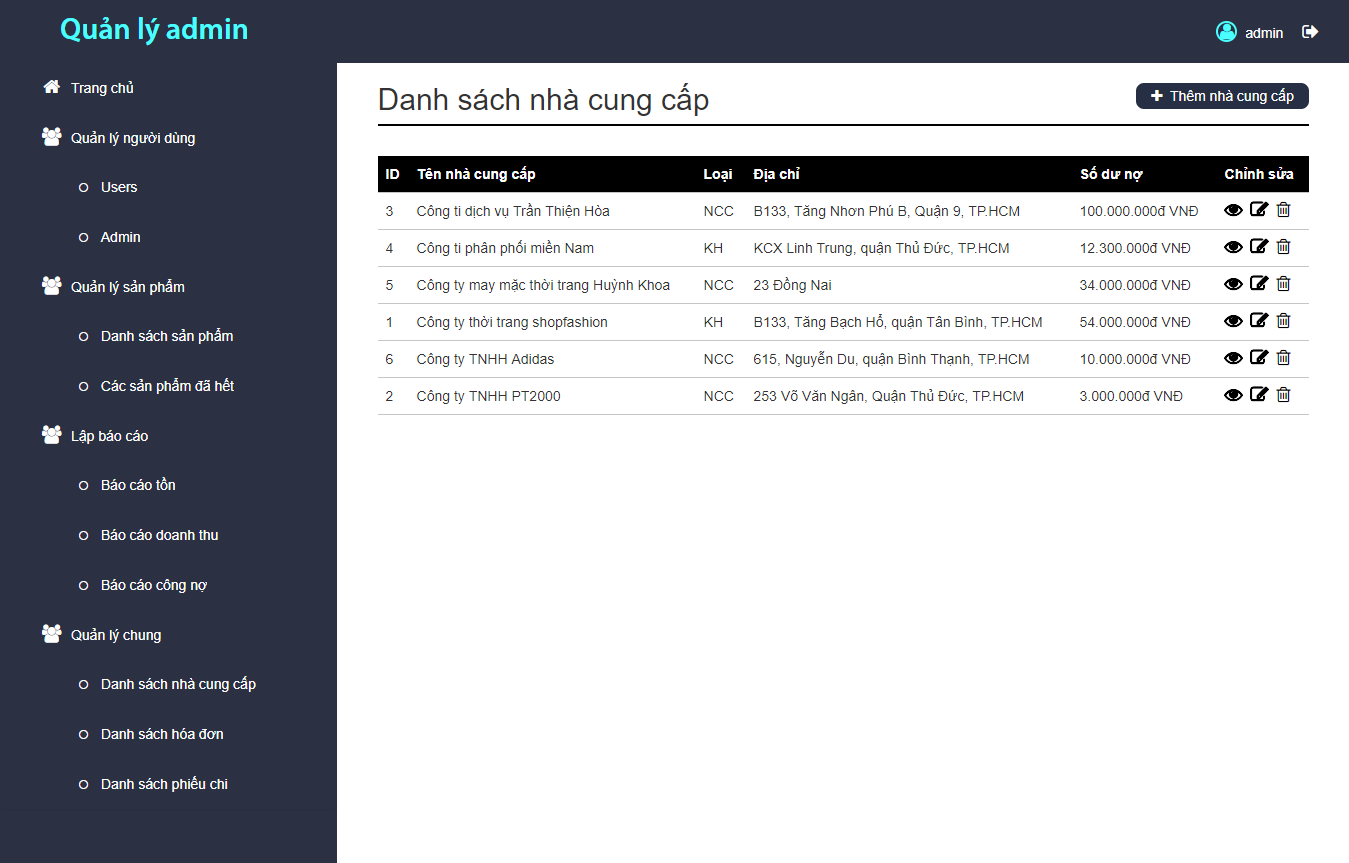 Quản lý admin
admin
Trang chủ
Quản lý người dùng
Users
Admin
Quản lý sản phẩm
Danh sách sản phẩm
Các sản phẩm đã hết
Lập báo cáo
Báo cáo tồn
Báo cáo doanh thu
Báo cáo công nợ
Quản lý chung
Danh sách nhà cung cấp
Danh sách hóa đơn
Danh sách phiếu chi
Danh sách nhà cung cấp
Thêm nhà cung cấp
ID Tên nhà cung cấp Loại Địa chỉ Số dư nợ Chỉnh sửa
3 Công ti dịch vụ Trần Thiện Hòa NCC B133, Tăng Nhơn Phú B, Quận 9, TP.HCM 100.000.000đ VNĐ
4 Công ti phân phối miền Nam KH KCX Linh Trung, quận Thủ Đức, TP.HCM 12.300.000đ VNĐ
5 Công ty may mặc thời trang Huỳnh Khoa NCC 23 Đồng Nai 34.000.000đ VNĐ
1 Công ty thời trang shopfashion KH B133, Tăng Bạch Hổ, quận Tân Bình, TP.HCM 54.000.000đ VNĐ
6 Công ty TNHH Adidas NCC 615, Nguyễn Du, quận Bình Thạnh, TP.HCM 10.000.000đ VNĐ
2 Công ty TNHH PT2000 NCC 253 Võ Văn Ngân, Quận Thủ Đức, TP.HCM 3.000.000đ VNĐ